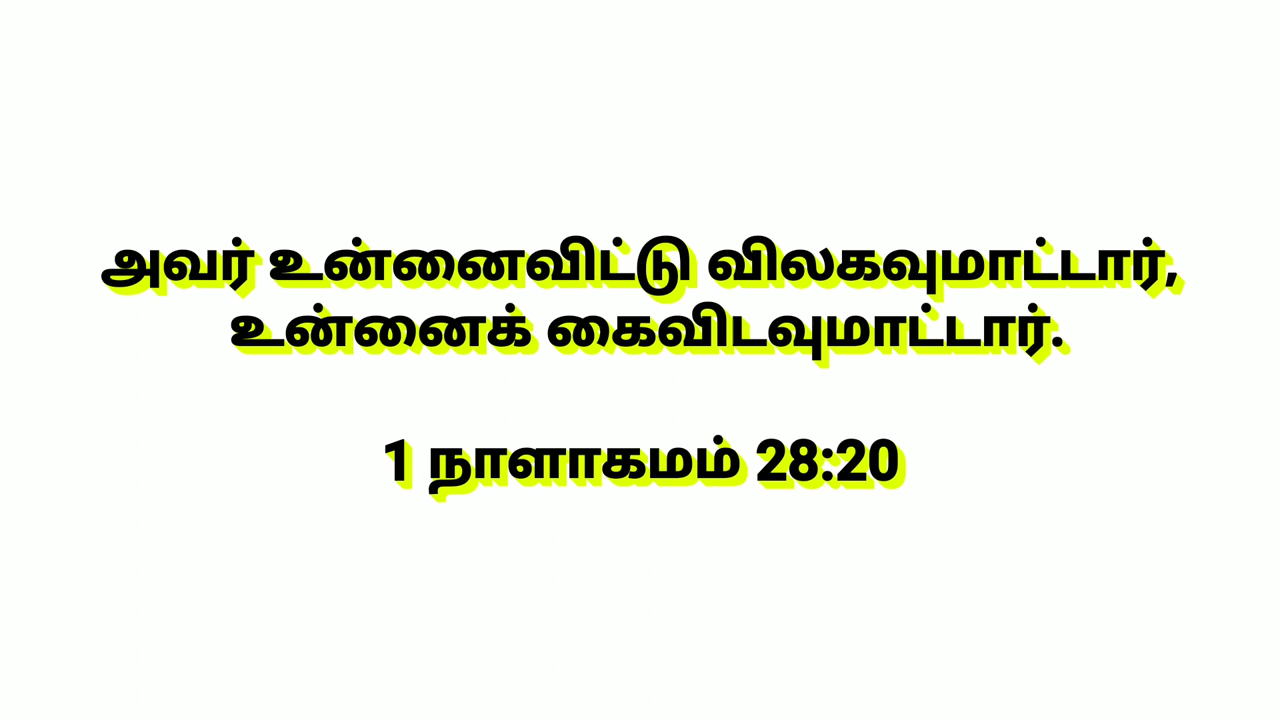 அவர் உன்னைவிட்டு விலகவுமாட்டார்,
உன்னைக் கைவிடவுமாட்டார்.
1 நாளாகமம் 28:20